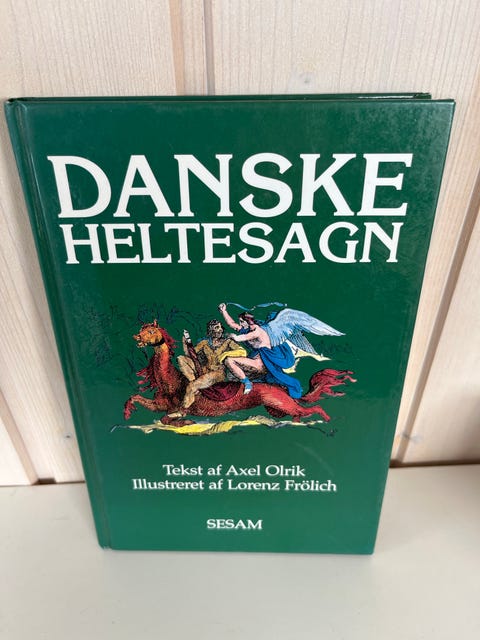 DANSKE
HELTESAGN
Tekst af Axel Olrik
Illustreret af Lorenz Frölich
SESAM